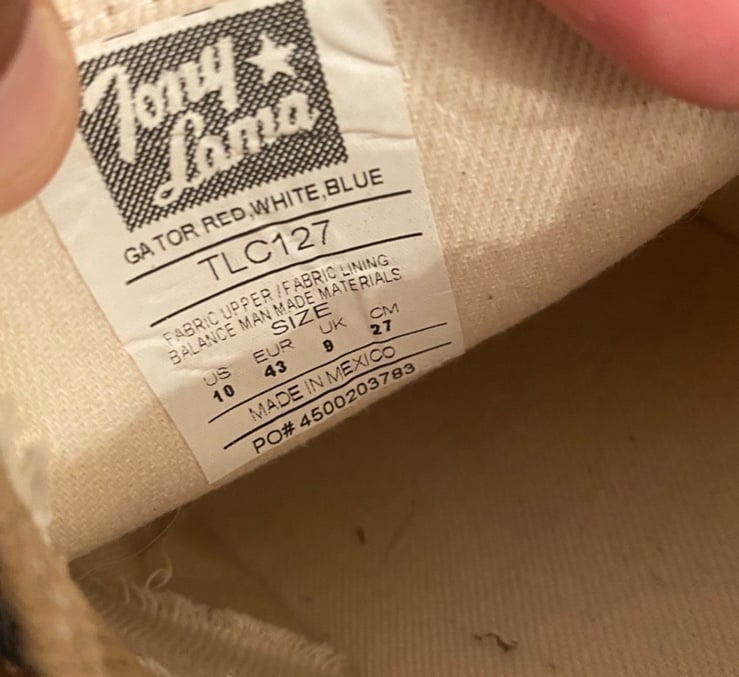 Tony
Lama
GATOR RED,WHITE,BLUE
TLC127
FABRIC UPPER / FABRIC LINING
BALANCE MAN MADE MATERIALS
SIZE
US EUR UK CM
10 43 9 27
MADE IN MEXICO
PO# 4500203783